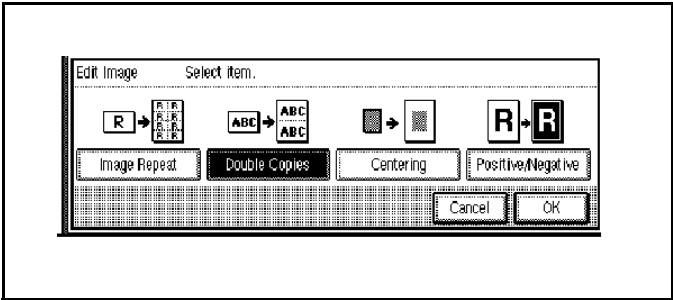 Edit Image Select item.
R R R R R R R R R ABC ABC ABC R R
Image Repeat Double Copies Centering Positive/Negative
Cancel OK